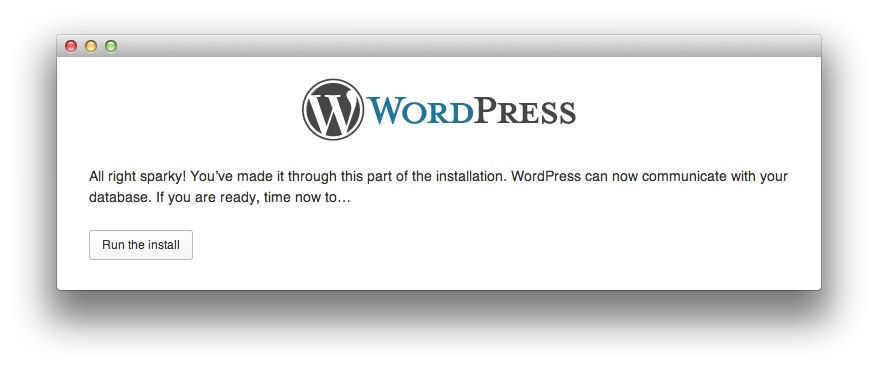 WORDPRESS
All right sparky! You’ve made it through this part of the installation. WordPress can now communicate with your
database. If you are ready, time now to…
Run the install